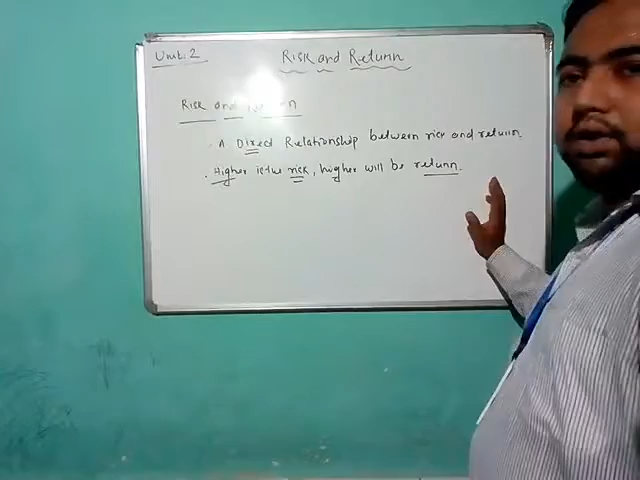 Unit: 2
Risk and Return
Risk and
. A Direct Relationship between risk and return.
. Higher is the risk, higher will be return.